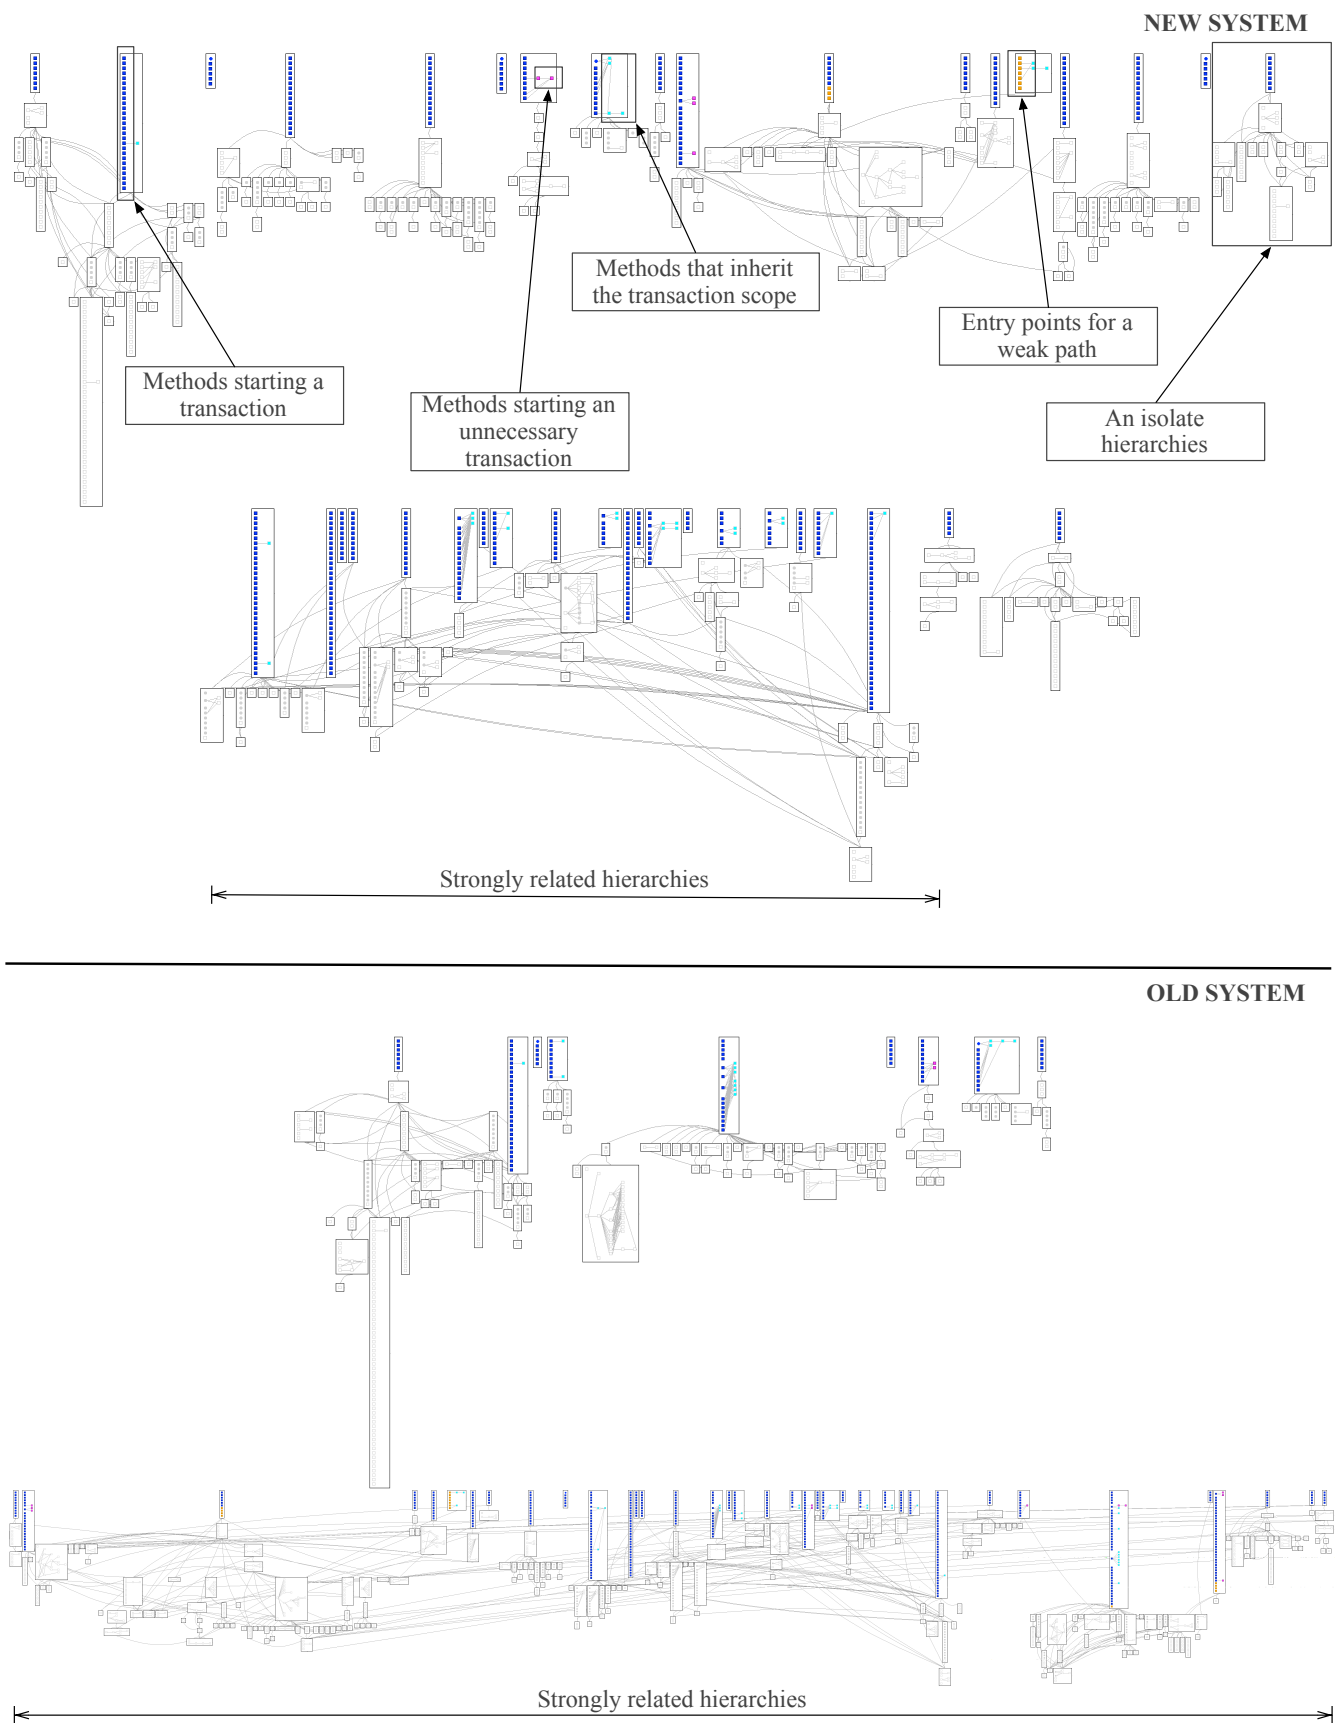 NEW SYSTEM
Methods that inherit
the transaction scope
Entry points for a
weak path
Methods starting a
transaction
Methods starting an
unnecessary
transaction
An isolate
hierarchies
Strongly related hierarchies
OLD SYSTEM
Strongly related hierarchies